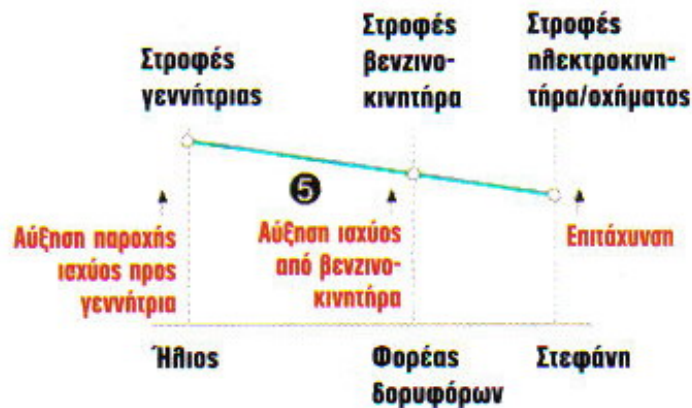 Στροφές
γεννήτριας
Στροφές
βενζινο-
κινητήρα
Στροφές
ηλεκτροκινη-
τήρα/οχήματος
5
Αύξηση παροχής
ισχύος προς
γεννήτρια
Αύξηση ισχύος
από βενζινο-
κινητήρα
Επιτάχυνση
Ήλιος
Φορέας
δορυφόρων
Στεφάνη